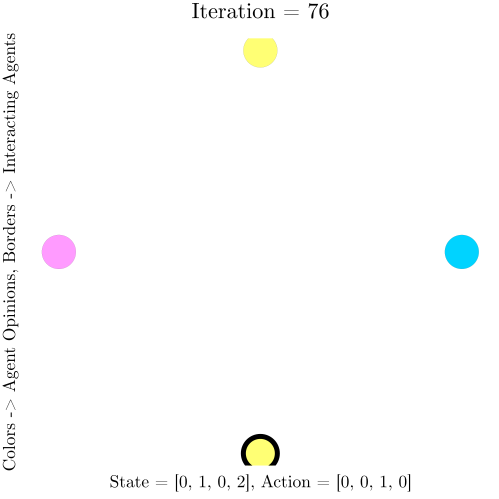 Iteration = 76
Colors -> Agent Opinions, Borders -> Interacting Agents
State = [0, 1, 0, 2], Action = [0, 0, 1, 0]